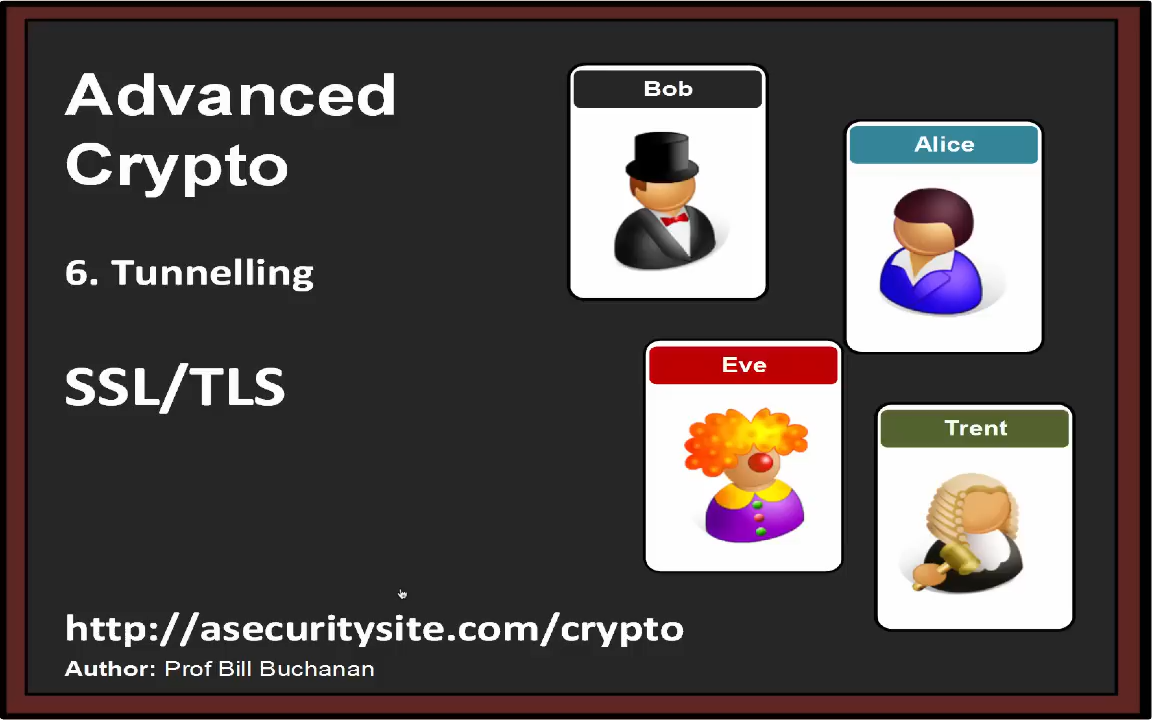 Advanced
Crypto
6. Tunnelling
SSL/TLS
Bob
Alice
Eve
Trent
http://asecuritysite.com/crypto
Author: Prof Bill Buchanan